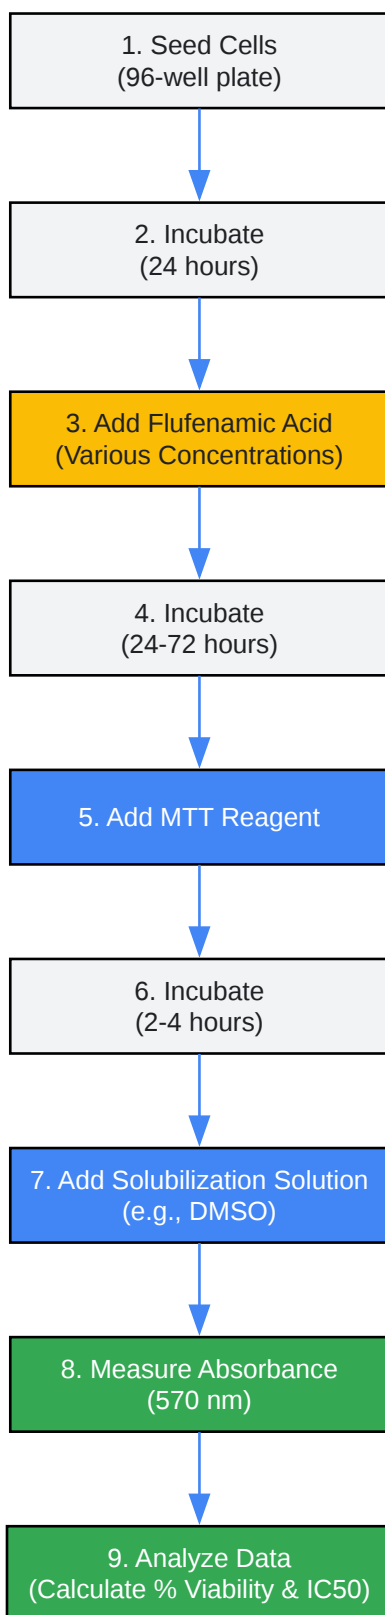 1. Seed Cells
(96-well plate)
2. Incubate
(24 hours)
3. Add Flufenamic Acid
(Various Concentrations)
4. Incubate
(24-72 hours)
5. Add MTT Reagent
6. Incubate
(2-4 hours)
7. Add Solubilization Solution
(e.g., DMSO)
8. Measure Absorbance
(570 nm)
9. Analyze Data
(Calculate % Viability & IC50)